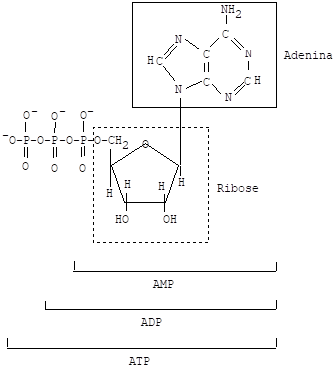 NH2
N
C
C
N
Adenina
HC
C
CH
N
N
O- O- O-
-O-P-O-P-O-P-O-CH2
O
O O O
H
H H H
Ribose
HO OH
AMP
ADP
ATP